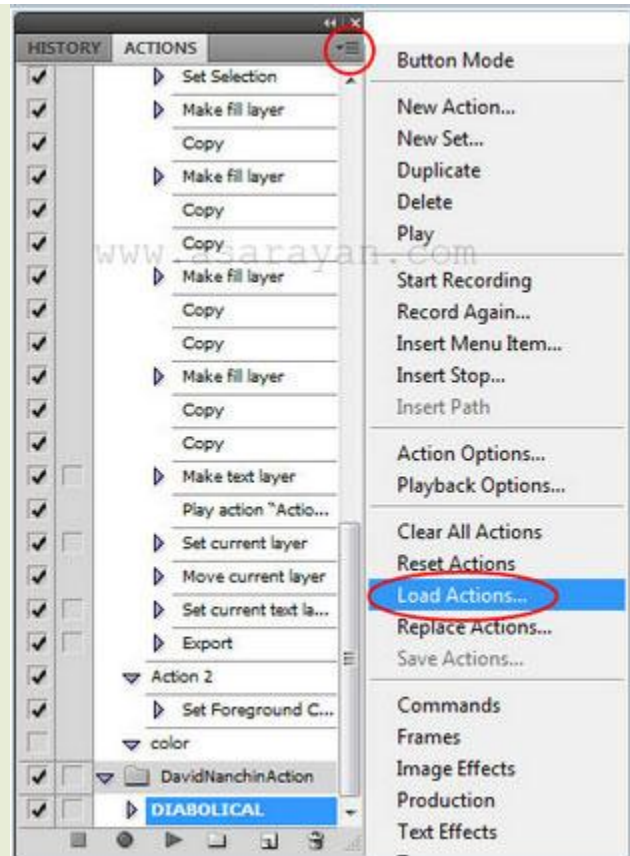 HISTORY
ACTIONS
Set Selection
Make fill layer
Copy
Make fill layer
Copy
Copy
Make fill layer
Copy
Copy
Make fill layer
Copy
Copy
Make text layer
Play action "Actio...
Set current layer
Move current layer
Set current text la...
Export
Action 2
Set Foreground C...
color
DavidNanchinAction
DIABOLICAL
Button Mode
New Action...
New Set...
Duplicate
Delete
Play
Start Recording
Record Again...
Insert Menu Item...
Insert Stop...
Insert Path
Action Options...
Playback Options...
Clear All Actions
Reset Actions
Load Actions...
Replace Actions...
Save Actions...
Commands
Frames
Image Effects
Production
Text Effects
www.asarayan.com